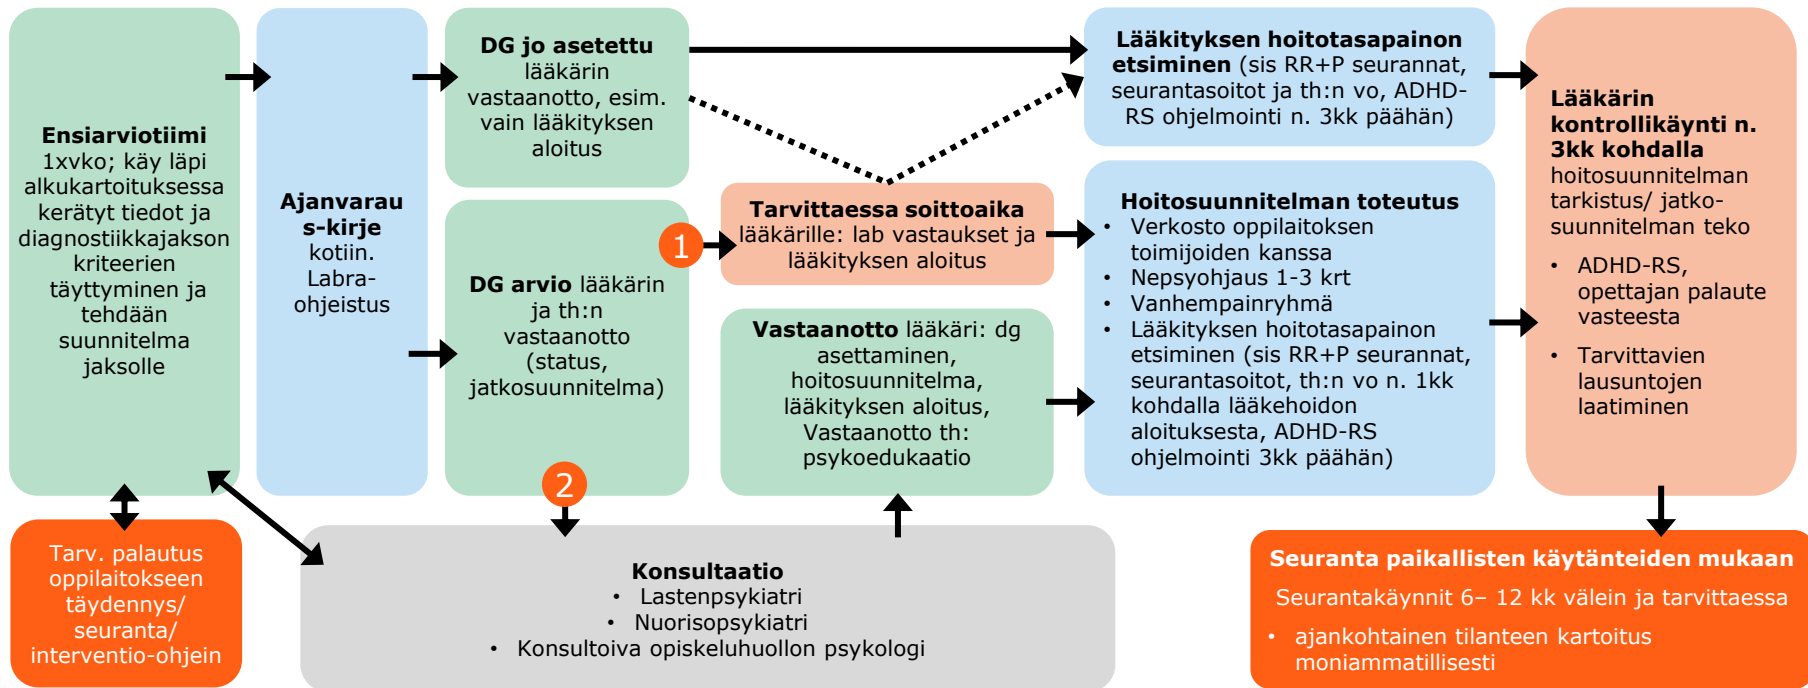 Ensiarviotiimi
1xvko; käy läpi
alkukartoituksessa
kerätyt tiedot ja
diagnostiikkajakson
kriteerien
täyttyminen ja
tehdään
suunnitelma
jaksolle
Tarv. palautus
oppilaitokseen
täydennys/
seuranta/
interventio-ohjein
Ajanvarau
s-kirje
kotiin.
Labra-
ohjeistus
DG jo asetettu
lääkärin
vastaanotto, esim.
vain lääkityksen
aloitus
DG arvio lääkärin
ja th:n
vastaanotto
(status,
jatkosuunnitelma)
1
2
Tarvittaessa soittoaika
lääkärille: lab vastaukset ja
lääkityksen aloitus
Vastaanotto lääkäri: dg
asettaminen,
hoitosuunnitelma,
lääkityksen aloitus,
Vastaanotto th:
psykoedukaatio
Konsultaatio
• Lastenpsykiatri
• Nuorisopsykiatri
• Konsultoiva opiskeluhuollon psykologi
Lääkityksen hoitotasapainon
etsiminen (sis RR+P seurannat,
seurantasoitot ja th:n vo, ADHD-
RS ohjelmointi n. 3kk päähän)
Hoitosuunnitelman toteutus
• Verkosto oppilaitoksen
toimijoiden kanssa
• Nepsyohjaus 1-3 krt
• Vanhempainryhmä
• Lääkityksen hoitotasapainon
etsiminen (sis RR+P seurannat,
seurantasoitot, th:n vo n. 1kk
kohdalla lääkehoidon
aloituksesta, ADHD-RS
ohjelmointi 3kk päähän)
Lääkärin
kontrollikäynti n.
3kk kohdalla
hoitosuunnitelman
tarkistus/ jatko-
suunnitelman teko
• ADHD-RS,
opettajan palaute
vasteesta
• Tarvittavien
lausuntojen
laatiminen
Seuranta paikallisten käytänteiden mukaan
Seurantakäynnit 6– 12 kk välein ja tarvittaessa
• ajankohtainen tilanteen kartoitus
moniammatillisesti